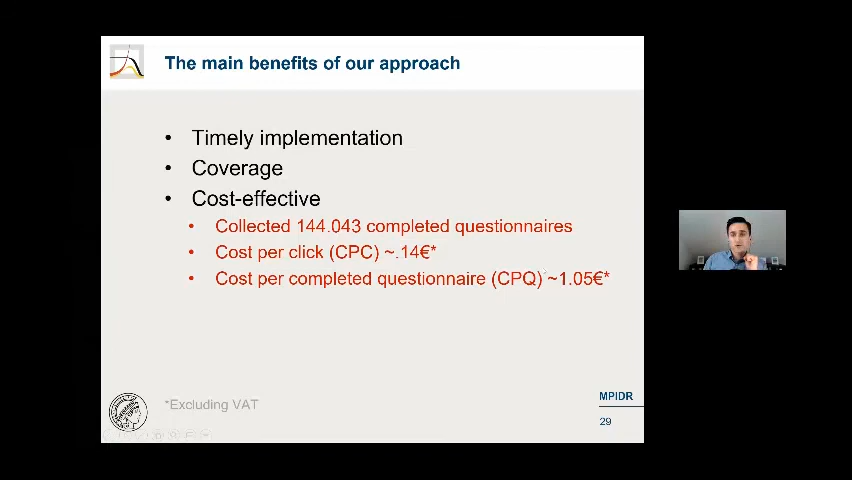 The main benefits of our approach
• Timely implementation
• Coverage
• Cost-effective
• Collected 144.043 completed questionnaires
• Cost per click (CPC) ~.14€*
• Cost per completed questionnaire (CPQ) ~1.05€*
*Excluding VAT
MPIDR
29